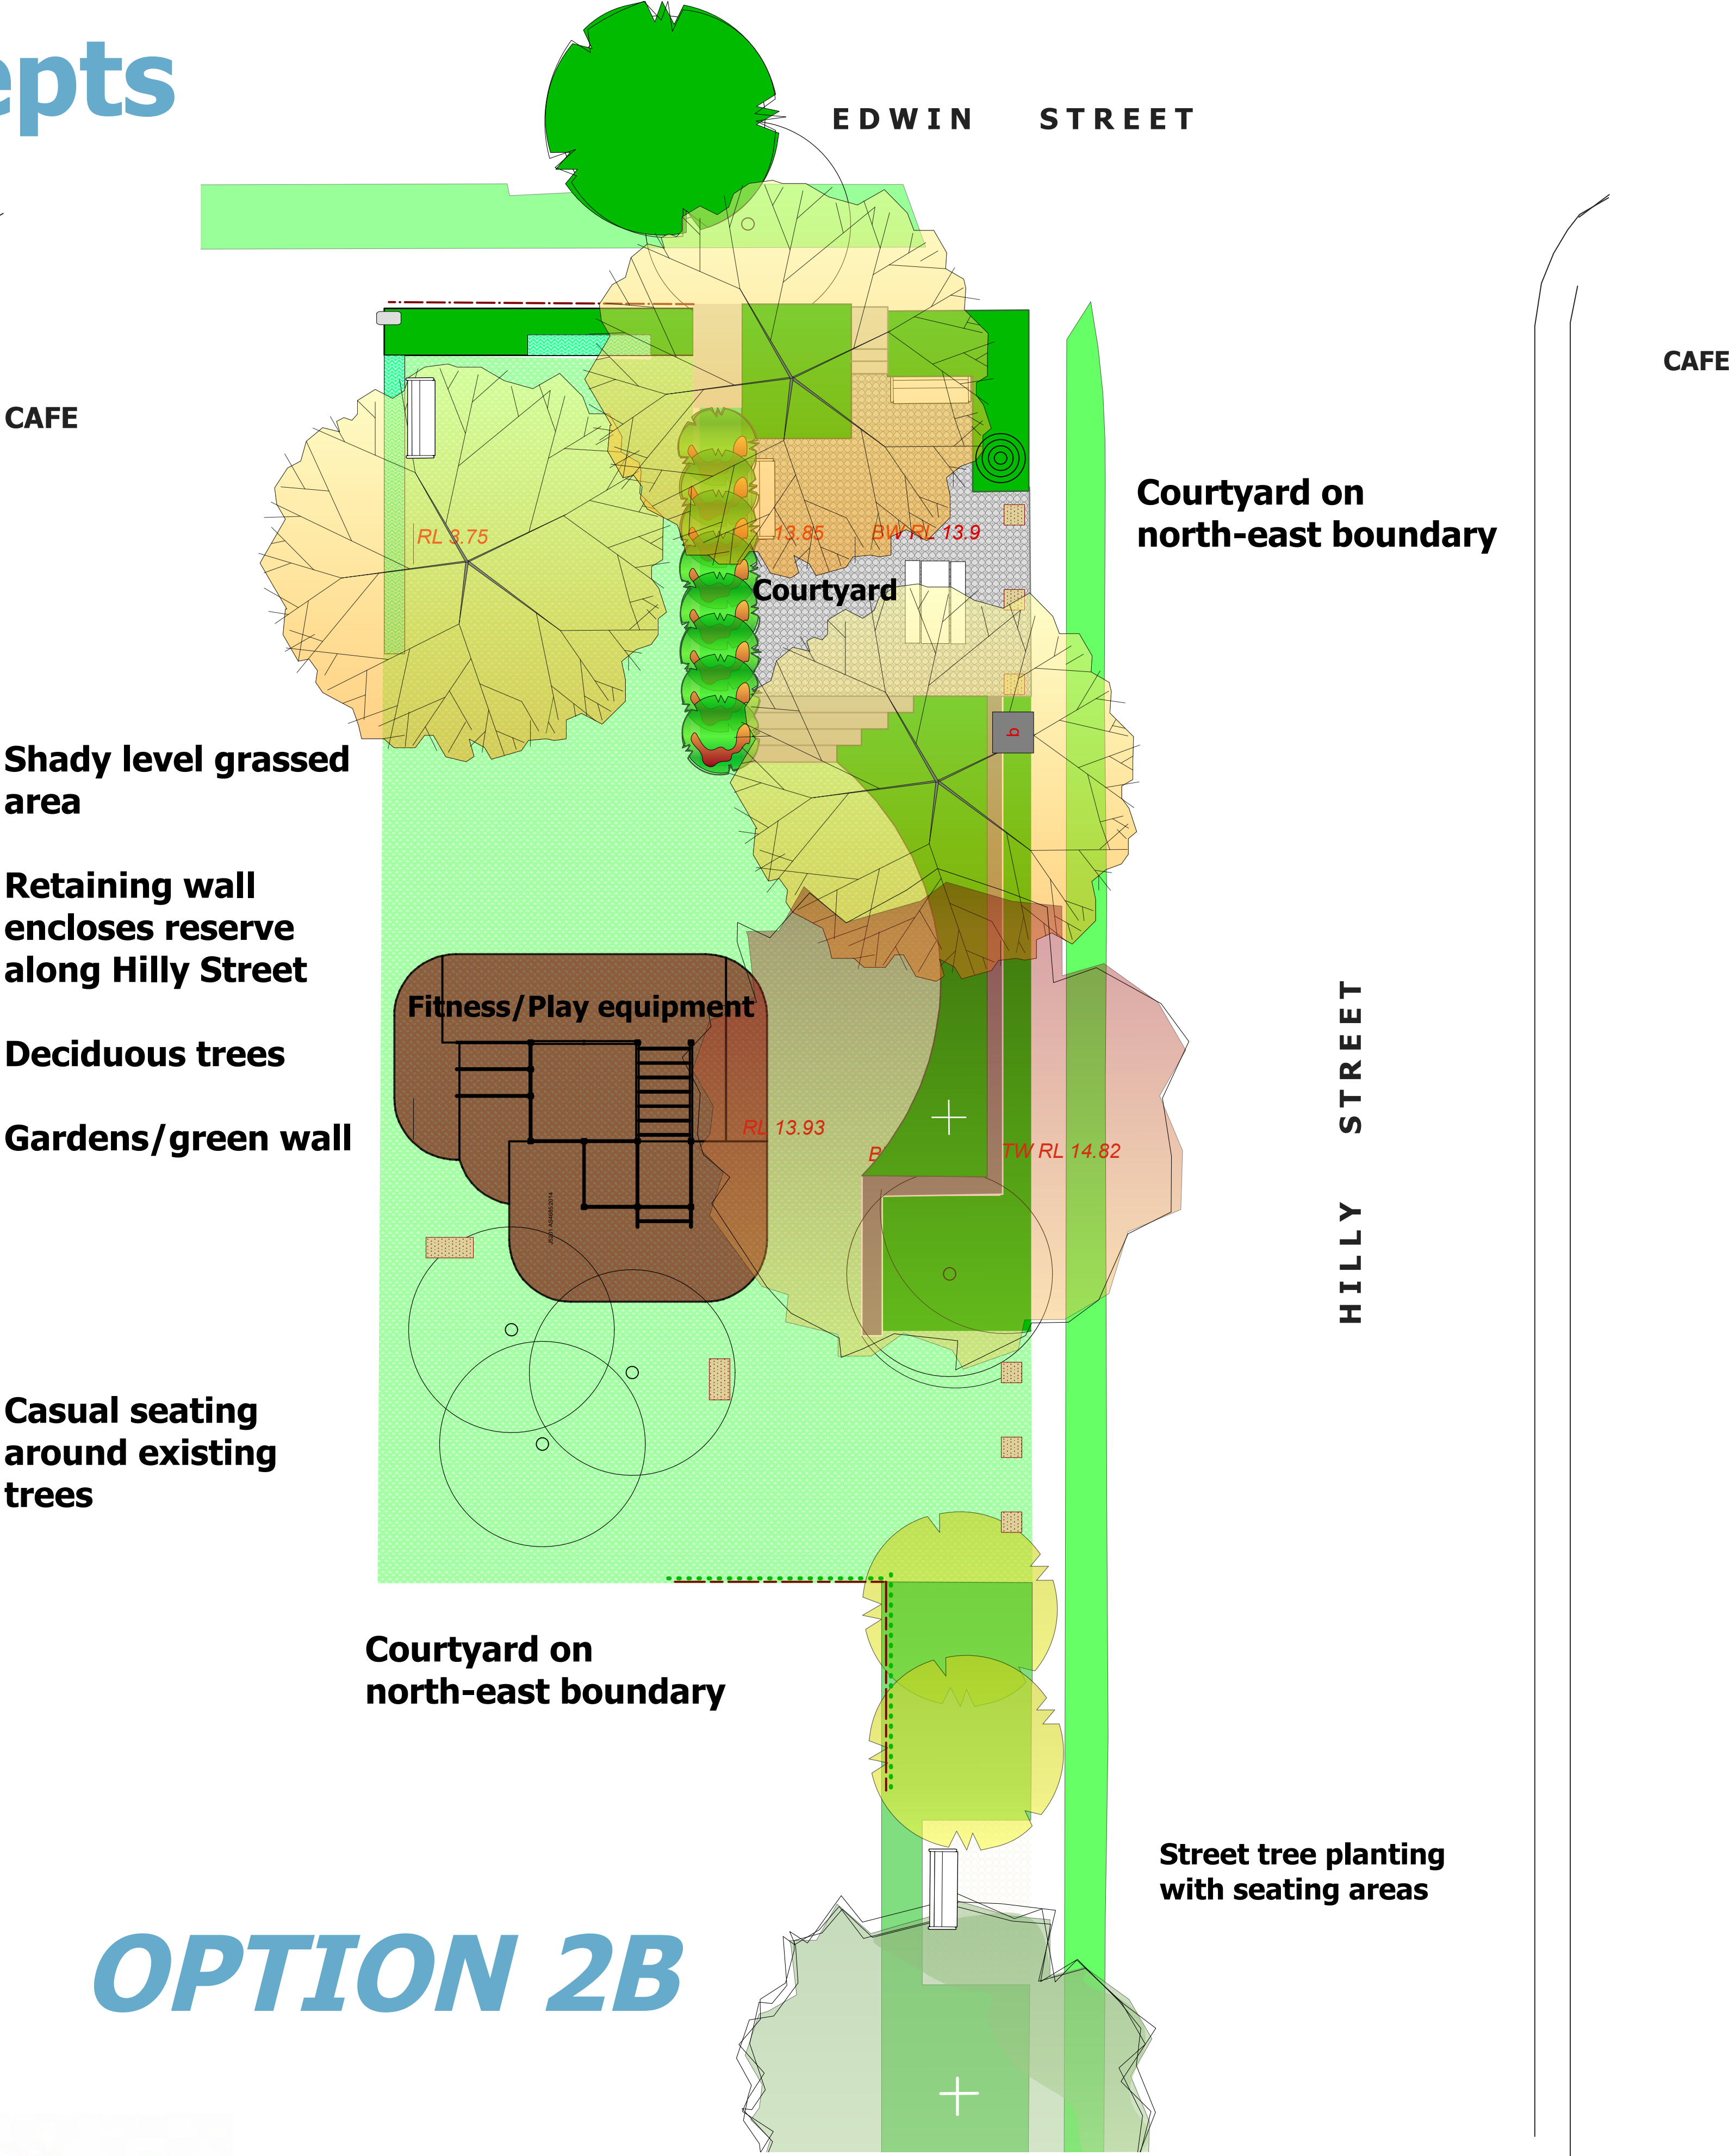 epts
EDWIN STREET
CAFE
CAFE
Courtyard on
north-east boundary
RL 3.75
13.85
BW RL 13.9
Courtyard
b
Shady level grassed
area
Retaining wall
encloses reserve
along Hilly Street
Deciduous trees
Gardens/green wall
Fitness/Play equipment
RL 13.93
B
TW RL 14.82
HILLY STREET
Casual seating
around existing
trees
Courtyard on
north-east boundary
Street tree planting
with seating areas
OPTION 2B